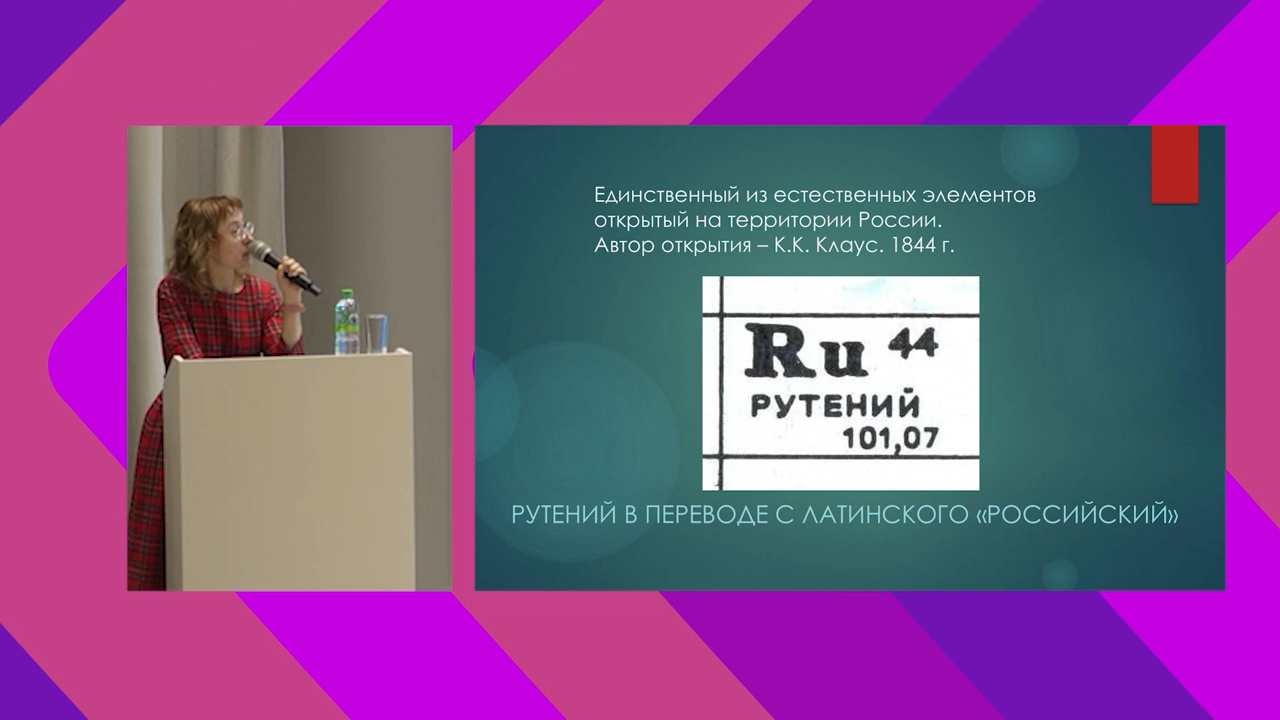 Единственный из естественных элементов
открытый на территории России.
Автор открытия – К.К. Клаус. 1844 г.
Ru 44
РУТЕНИЙ
101,07
РУТЕНИЙ В ПЕРЕВОДЕ С ЛАТИНСКОГО «РОССИЙСКИЙ»